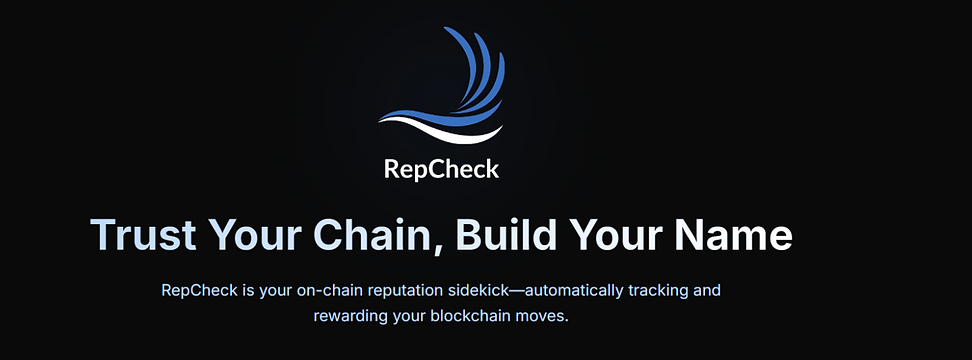 RepCheck
Trust Your Chain, Build Your Name
RepCheck is your on-chain reputation sidekick—automatically tracking and
rewarding your blockchain moves.